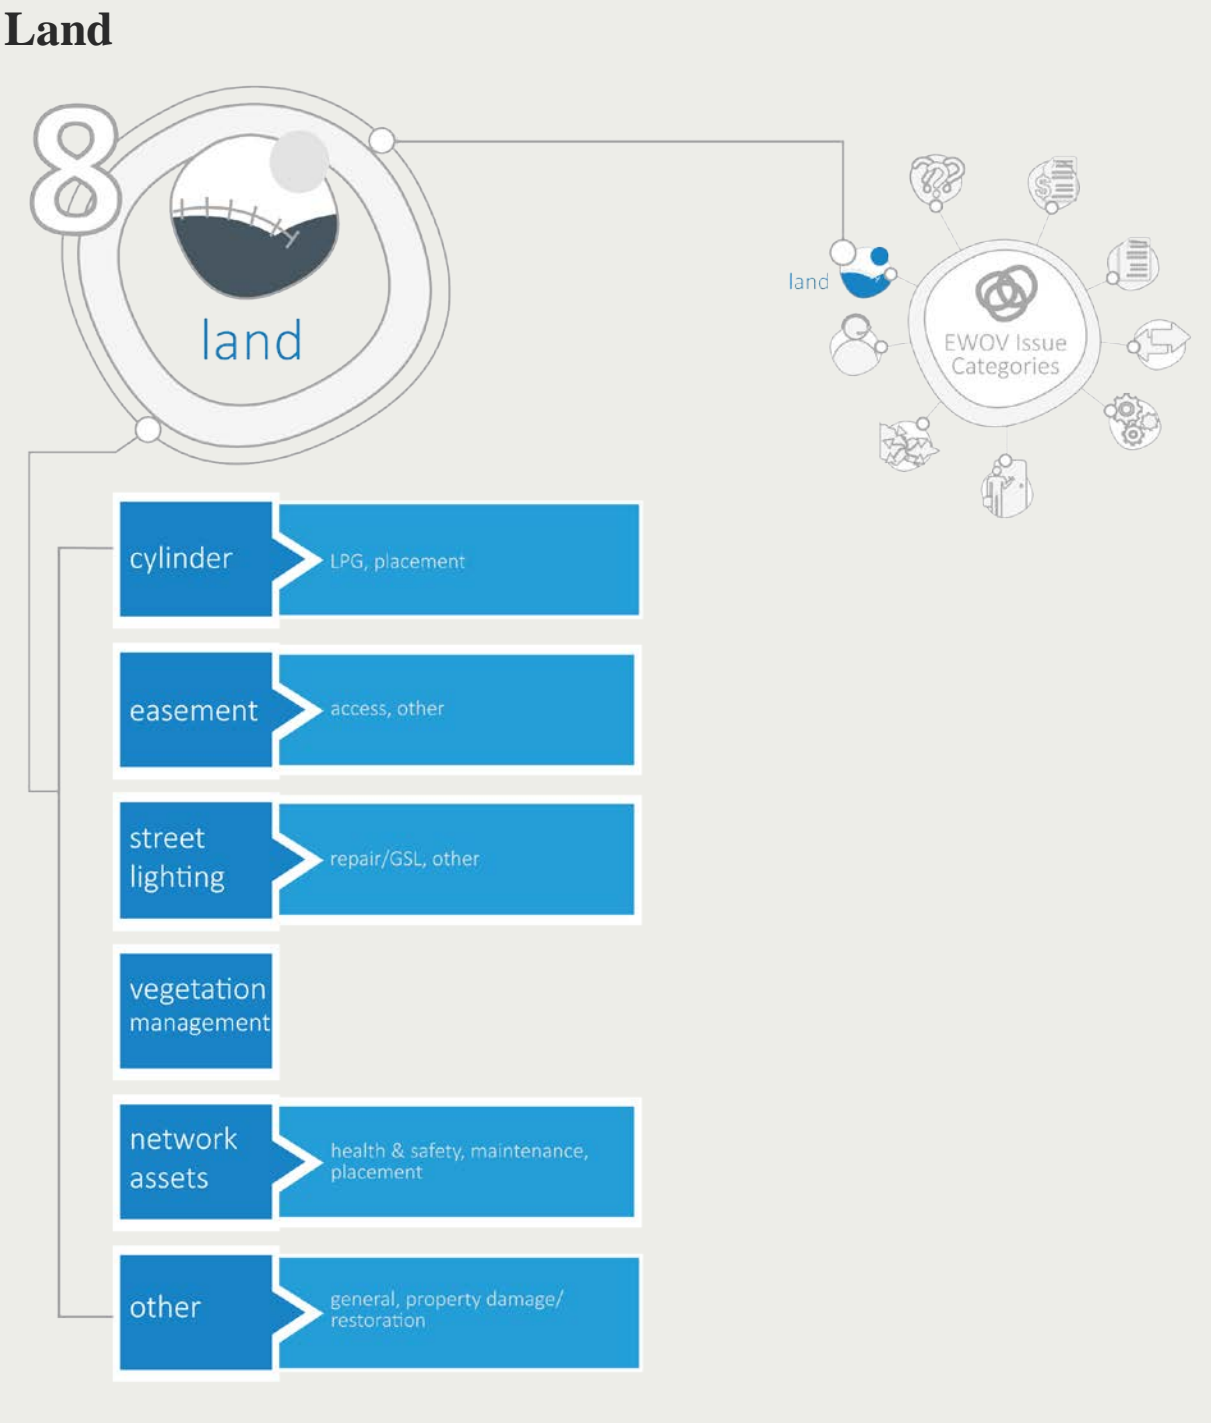 Land
8
land
land
EWOV Issue
Categories
cylinder
LPG, placement
easement
access, other
street
lighting
repair/GSL, other
vegetation
management
network
assets
health & safety, maintenance,
placement
other
general, property damage/
restoration